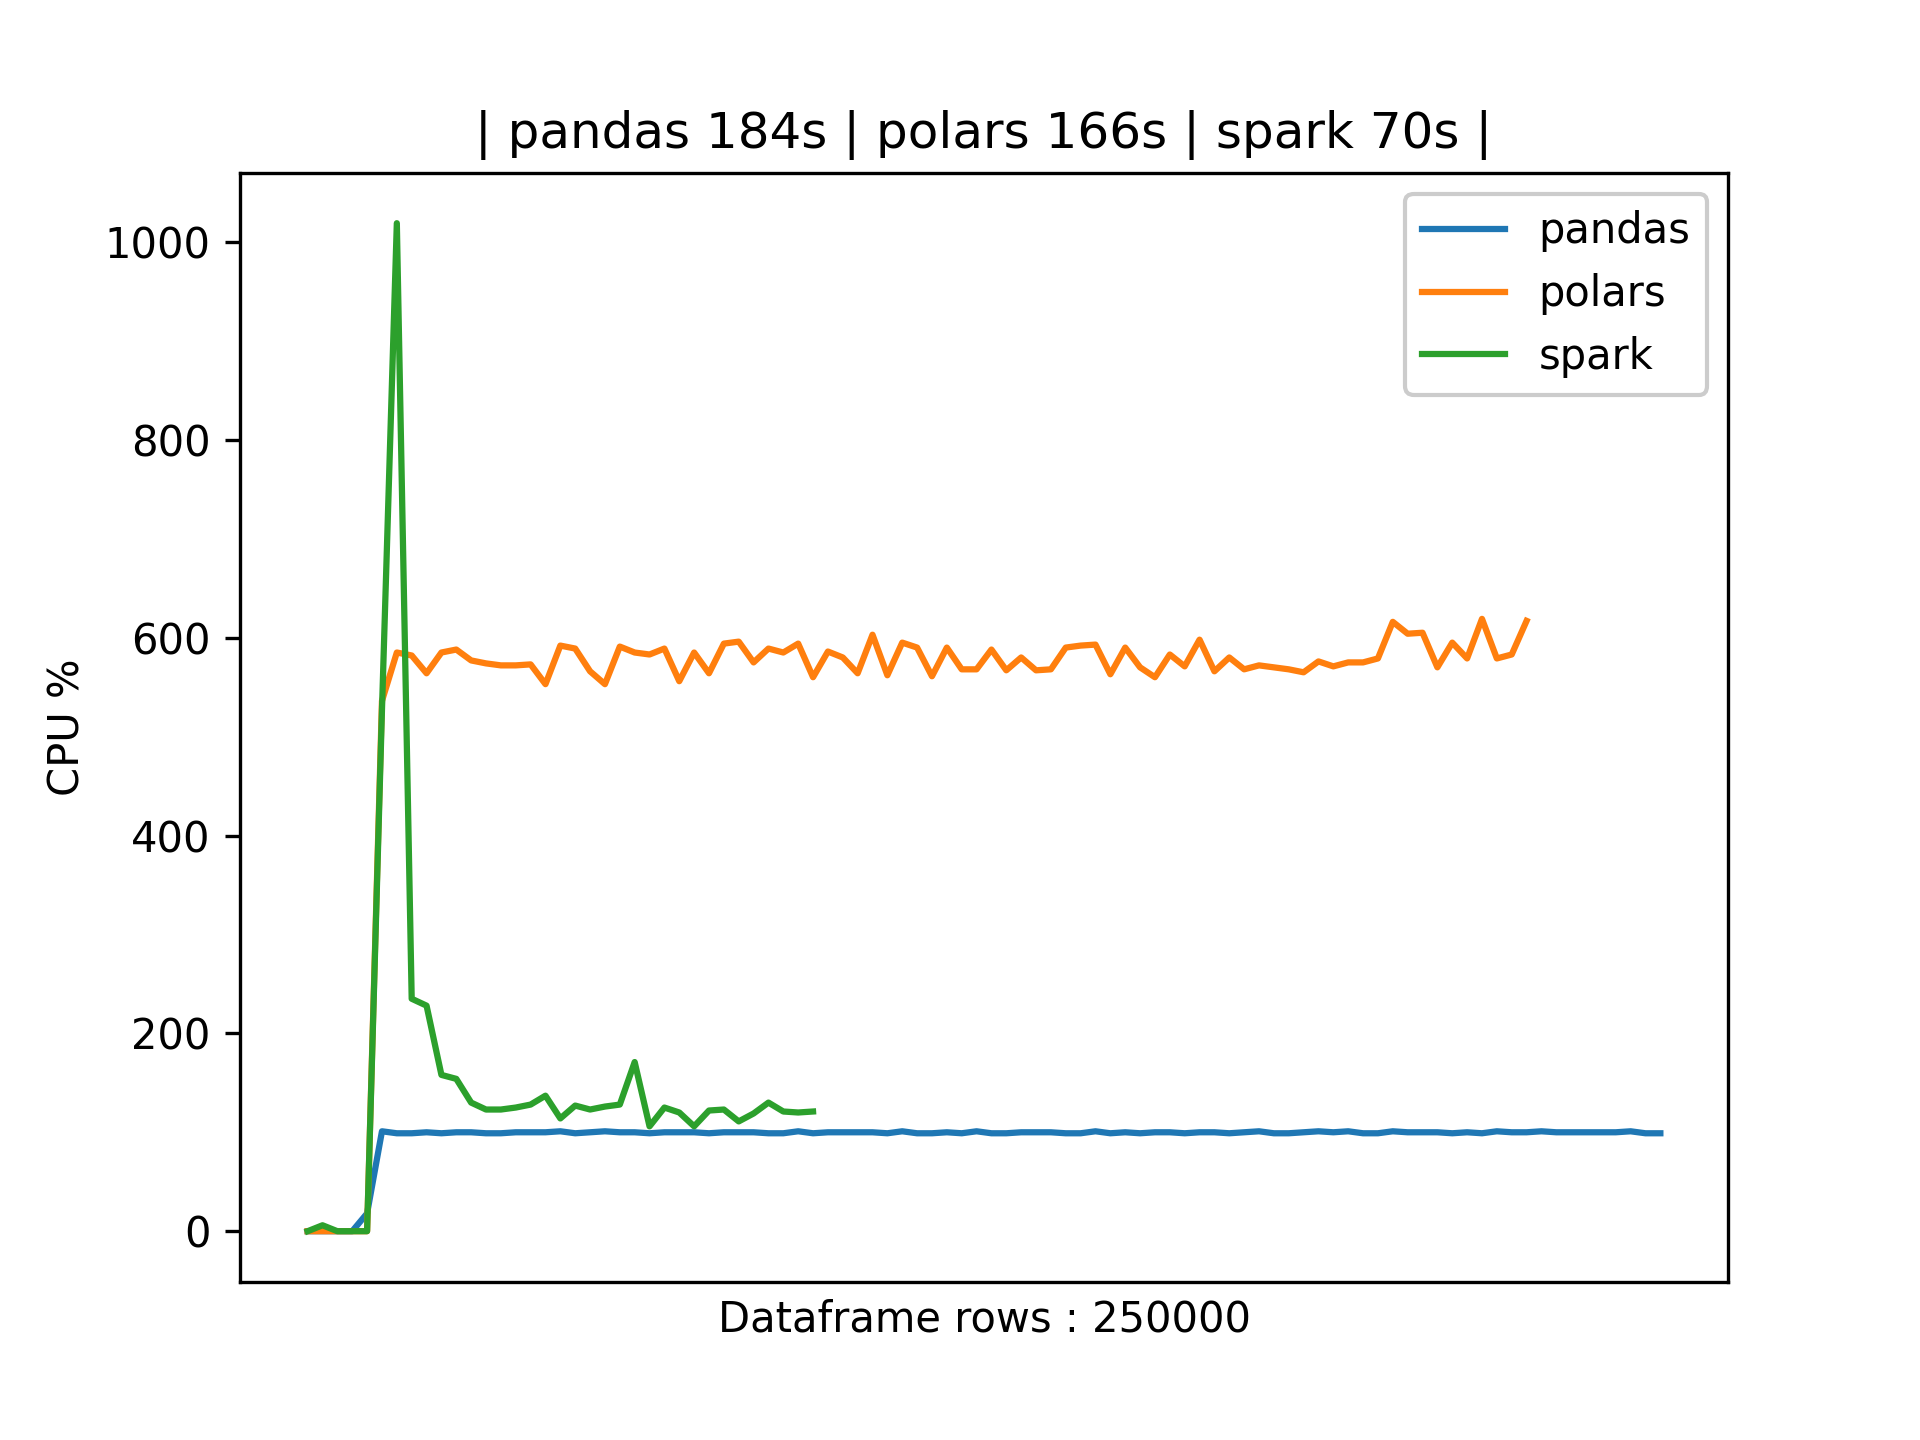 | pandas 184s | polars 166s | spark 70s |
pandas
polars
spark
1000
800
600
400
200
0
CPU %
Dataframe rows : 250000